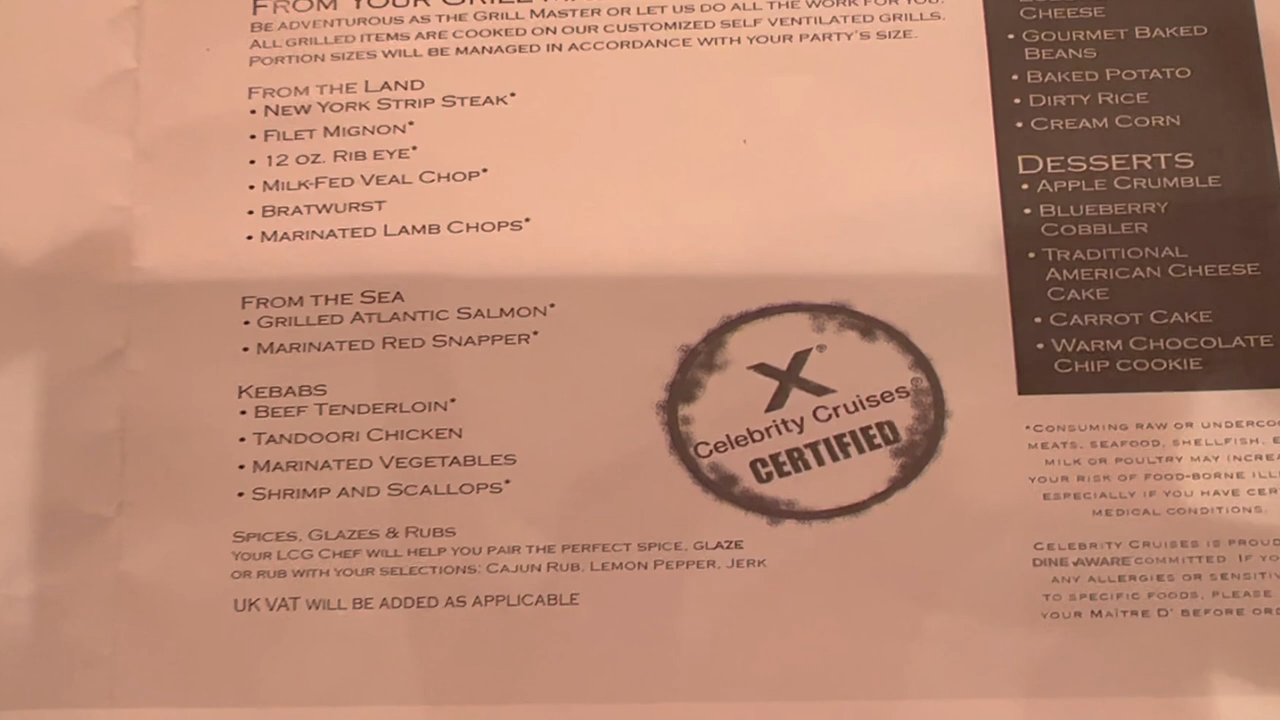 FROM YOUR GRILL
BE ADVENTUROUS AS THE GRILL MASTER OR LET US DO ALL THE WORK FOR YOU.
ALL GRILLED ITEMS ARE COOKED ON OUR CUSTOMIZED SELF VENTILATED GRILLS.
PORTION SIZES WILL BE MANAGED IN ACCORDANCE WITH YOUR PARTY'S SIZE.
FROM THE LAND
• NEW YORK STRIP STEAK*
• FILET MIGNON*
• 12 OZ. RIB EYE*
• MILK-FED VEAL CHOP*
• BRATWURST
• MARINATED LAMB CHOPS*
FROM THE SEA
• GRILLED ATLANTIC SALMON*
• MARINATED RED SNAPPER*
KEBABS
• BEEF TENDERLOIN*
• TANDOORI CHICKEN
• MARINATED VEGETABLES
• SHRIMP AND SCALLOPS*
SPICES, GLAZES & RUBS
YOUR LCG CHEF WILL HELP YOU PAIR THE PERFECT SPICE, GLAZE
OR RUB WITH YOUR SELECTIONS: CAJUN RUB, LEMON PEPPER, JERK
UK VAT WILL BE ADDED AS APPLICABLE
X®
Celebrity Cruises®
CERTIFIED
CHEESE
• GOURMET BAKED
BEANS
• BAKED POTATO
• DIRTY RICE
• CREAM CORN
DESSERTS
• APPLE CRUMBLE
• BLUEBERRY
COBBLER
• TRADITIONAL
AMERICAN CHEESE
CAKE
• CARROT CAKE
• WARM CHOCOLATE
CHIP COOKIE
*CONSUMING RAW OR
MEATS, SEAFOOD, SHELLFISH,
MILK OR POULTRY MAY
YOUR RISK OF FOOD-BORNE
ESPECIALLY IF YOU HAVE
MEDICAL CONDITIONS.
CELEBRITY CRUISES IS
DINE AWARE COMMITTED. IF
ANY ALLERGIES OR
TO SPECIFIC FOODS, PLEASE
YOUR MAÎTRE D' BEFORE